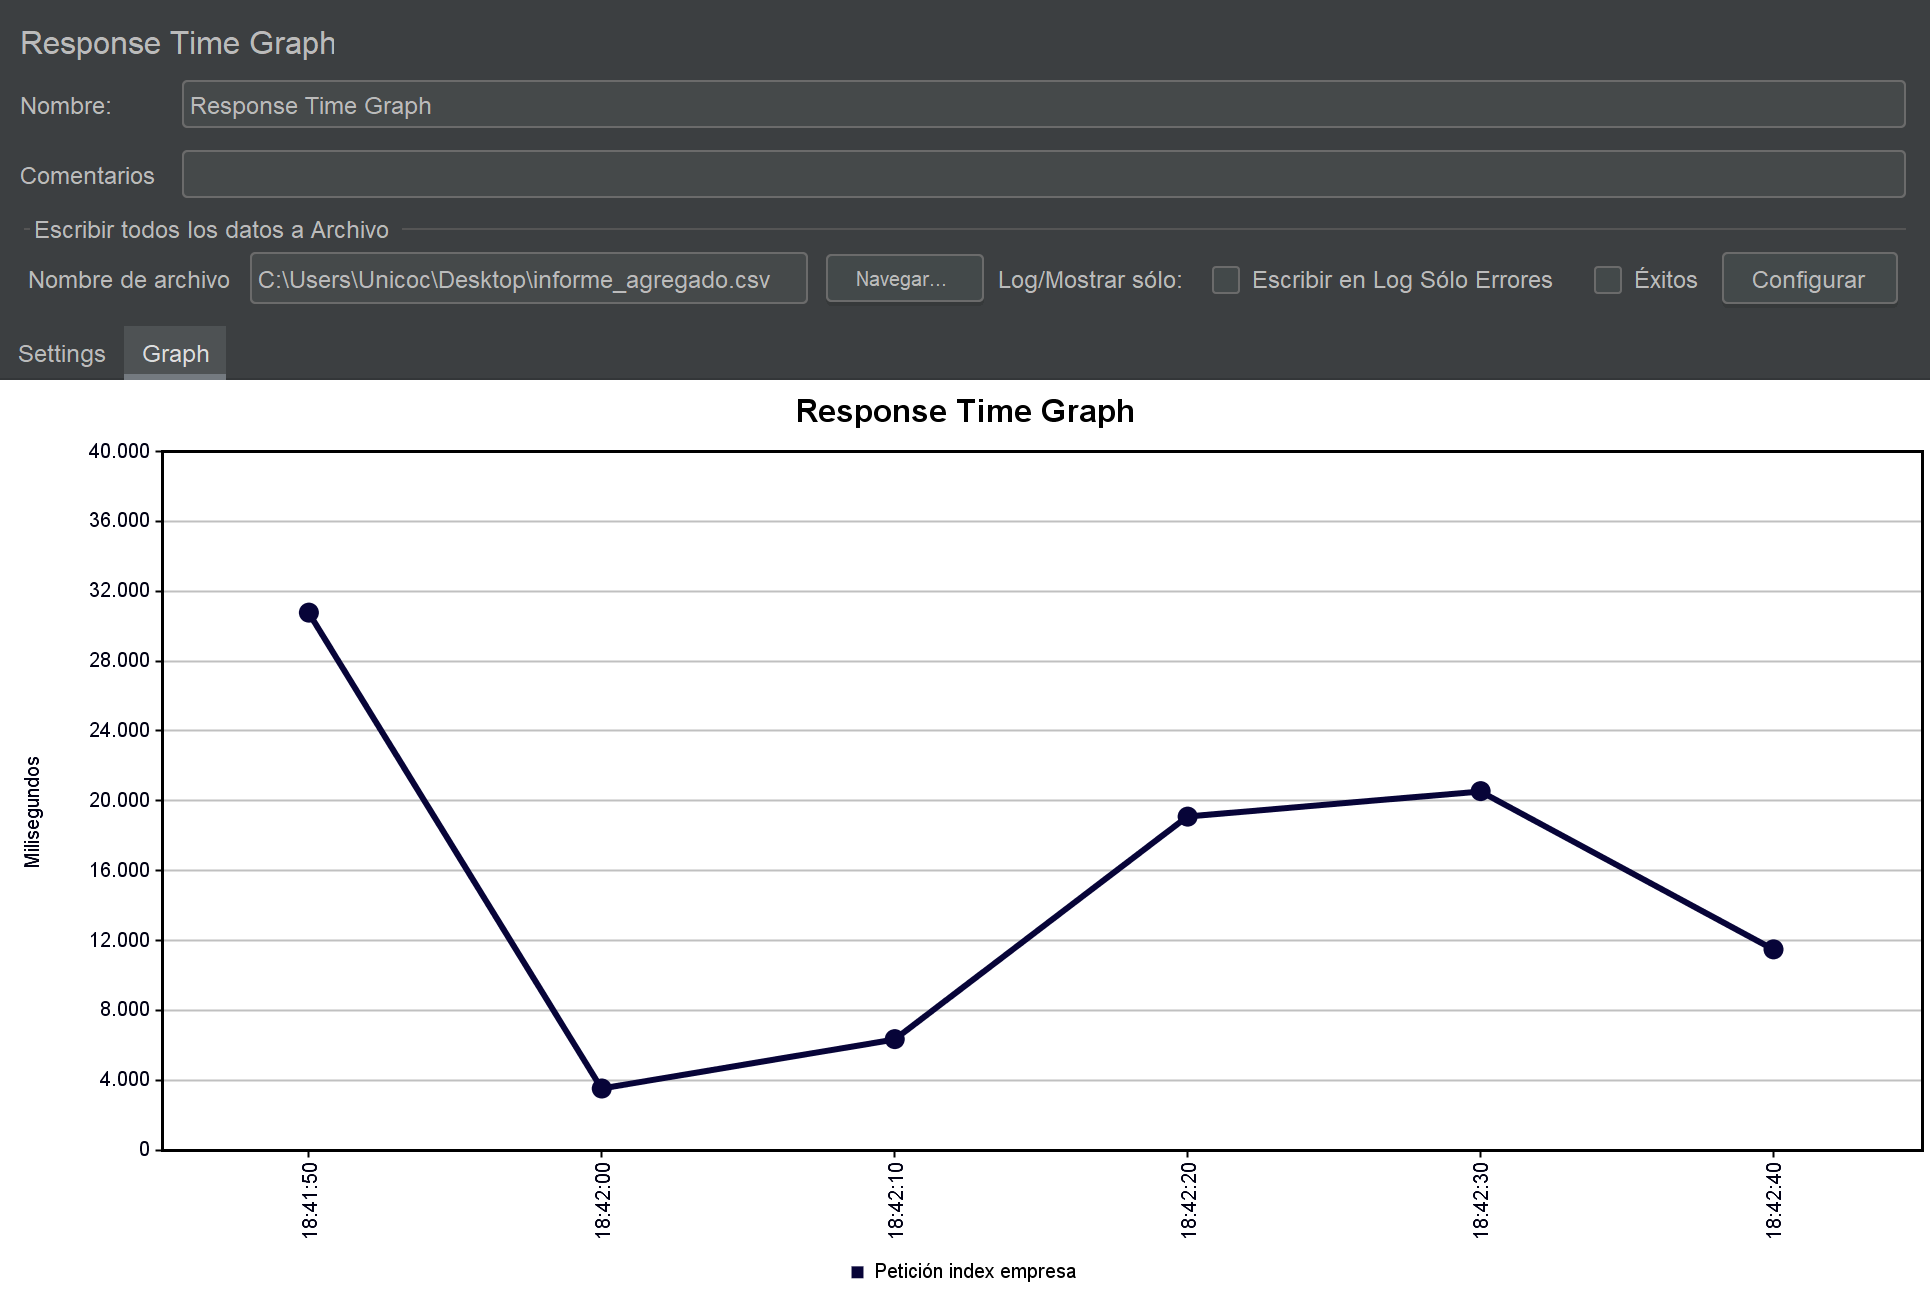 Response Time Graph
Nombre: Response Time Graph
Comentarios
Escribir todos los datos a Archivo
Nombre de archivo C:\Users\Unicoc\Desktop\informe_agregado.csv Navegar... Log/Mostrar sólo: Escribir en Log Sólo Errores Éxitos Configurar
Settings Graph
Response Time Graph
40.000
36.000
32.000
28.000
24.000
20.000
16.000
12.000
8.000
4.000
0
Milisegundos
18:41:50 18:42:00 18:42:10 18:42:20 18:42:30 18:42:40
Petición index empresa